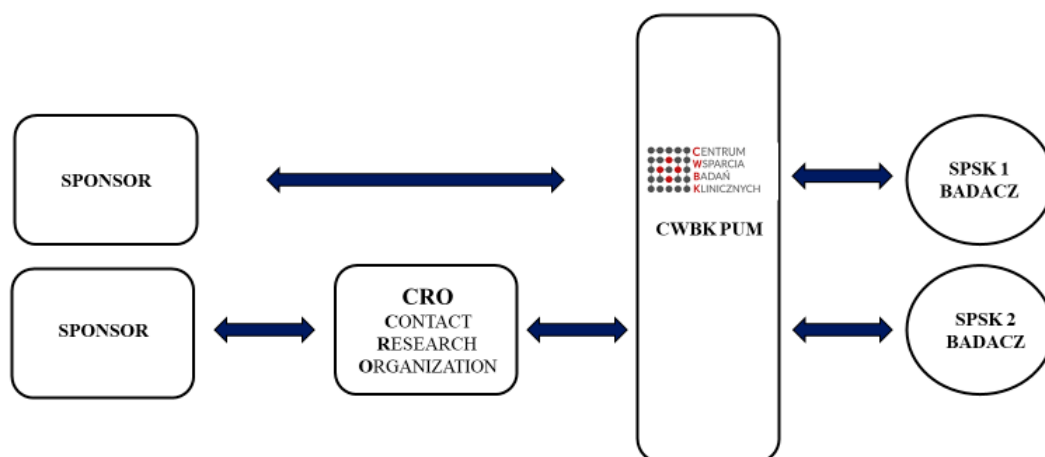 SPONSOR
CENTRUM
WSPARCIA
BADAŃ
KLINICZNYCH
CWBK PUM
SPSK 1
BADACZ
SPONSOR
CRO
CONTACT
RESEARCH
ORGANIZATION
SPSK 2
BADACZ